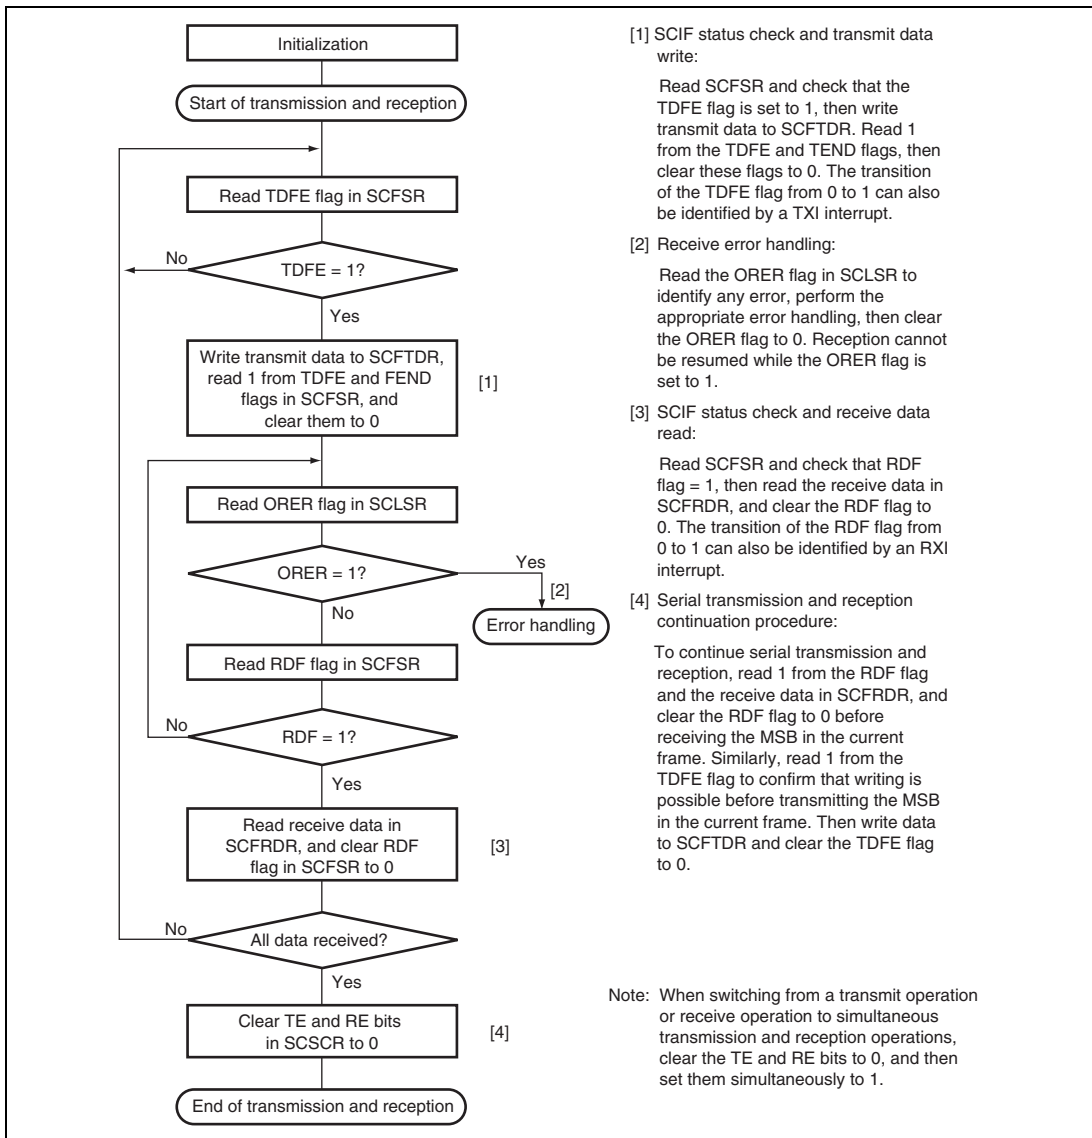 Initialization
Start of transmission and reception
Read TDFE flag in SCFSR
No
TDFE = 1?
Yes
Write transmit data to SCFTDR,
read 1 from TDFE and FEND
flags in SCFSR, and
clear them to 0
[1]
Read ORER flag in SCLSR
ORER = 1?
Yes
[2]
No
Error handling
Read RDF flag in SCFSR
No
RDF = 1?
Yes
Read receive data in
SCFRDR, and clear RDF
flag in SCFSR to 0
[3]
No
All data received?
Yes
Clear TE and RE bits
in SCSCR to 0
[4]
End of transmission and reception
[1] SCIF status check and transmit data
write:
Read SCFSR and check that the
TDFE flag is set to 1, then write
transmit data to SCFTDR. Read 1
from the TDFE and TEND flags, then
clear these flags to 0. The transition
of the TDFE flag from 0 to 1 can also
be identified by a TXI interrupt.
[2] Receive error handling:
Read the ORER flag in SCLSR to
identify any error, perform the
appropriate error handling, then clear
the ORER flag to 0. Reception cannot
be resumed while the ORER flag is
set to 1.
[3] SCIF status check and receive data
read:
Read SCFSR and check that RDF
flag = 1, then read the receive data in
SCFRDR, and clear the RDF flag to
0. The transition of the RDF flag from
0 to 1 can also be identified by an RXI
interrupt.
[4] Serial transmission and reception
continuation procedure:
To continue serial transmission and
reception, read 1 from the RDF flag
and the receive data in SCFRDR, and
clear the RDF flag to 0 before
receiving the MSB in the current
frame. Similarly, read 1 from the
TDFE flag to confirm that writing is
possible before transmitting the MSB
in the current frame. Then write data
to SCFTDR and clear the TDFE flag
to 0.
Note: When switching from a transmit operation
or receive operation to simultaneous
transmission and reception operations,
clear the TE and RE bits to 0, and then
set them simultaneously to 1.